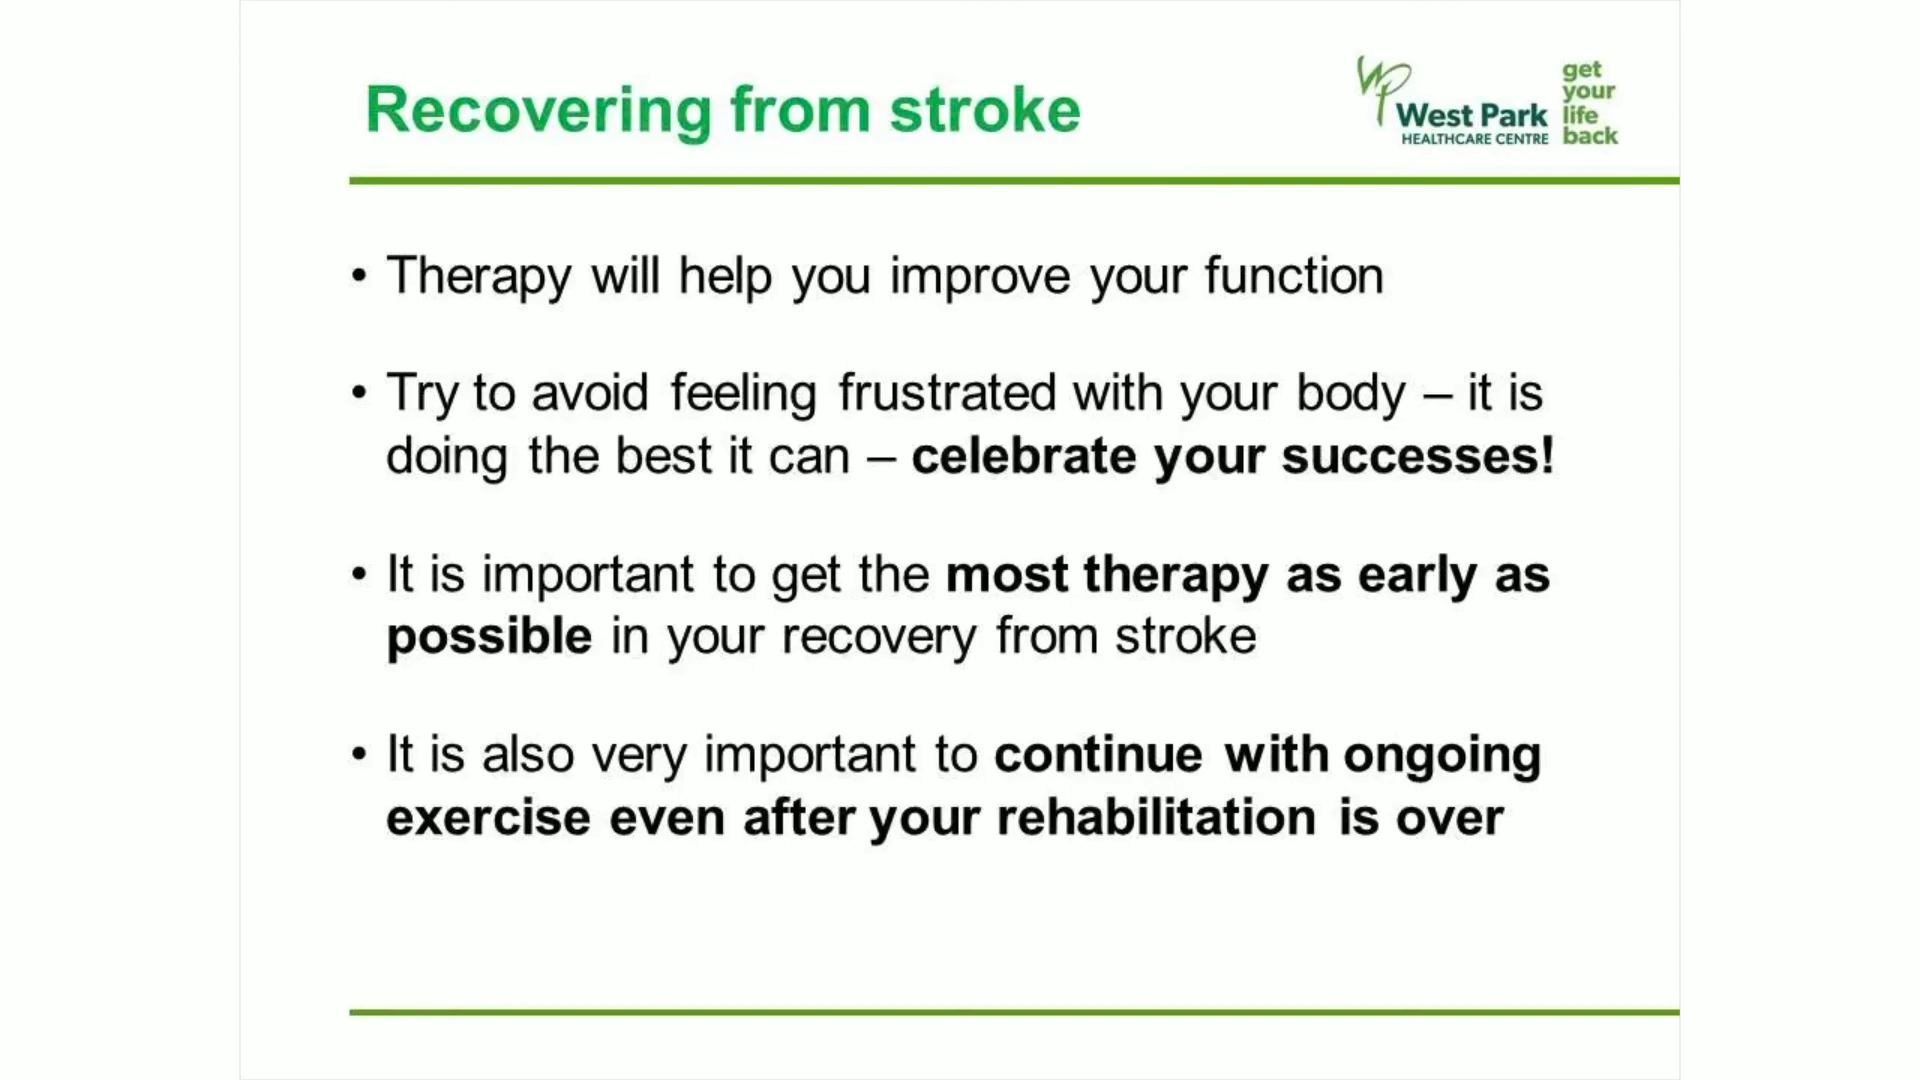 Recovering from stroke
West Park
HEALTHCARE CENTRE
get
your
life
back
• Therapy will help you improve your function
• Try to avoid feeling frustrated with your body – it is
doing the best it can – celebrate your successes!
• It is important to get the most therapy as early as
possible in your recovery from stroke
• It is also very important to continue with ongoing
exercise even after your rehabilitation is over